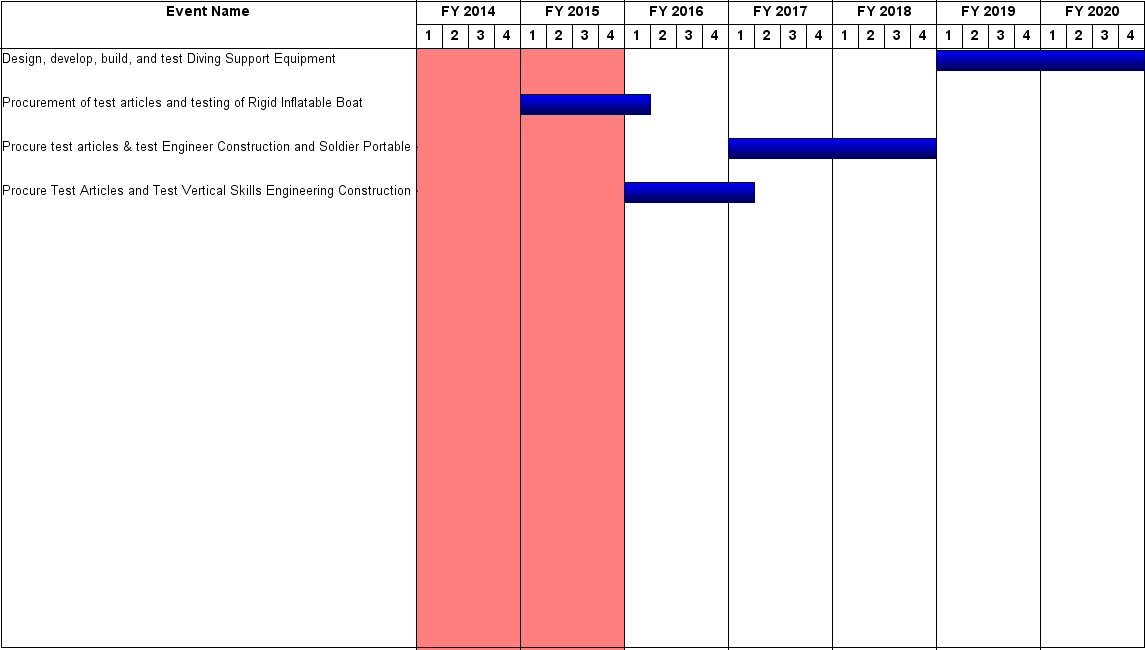 Event Name FY 2014 FY 2015 FY 2016 FY 2017 FY 2018 FY 2019 FY 2020
1 2 3 4 1 2 3 4 1 2 3 4 1 2 3 4 1 2 3 4 1 2 3 4 1 2 3 4
Design, develop, build, and test Diving Support Equipment
Procurement of test articles and testing of Rigid Inflatable Boat
Procure test articles & test Engineer Construction and Soldier Portable
Procure Test Articles and Test Vertical Skills Engineering Construction